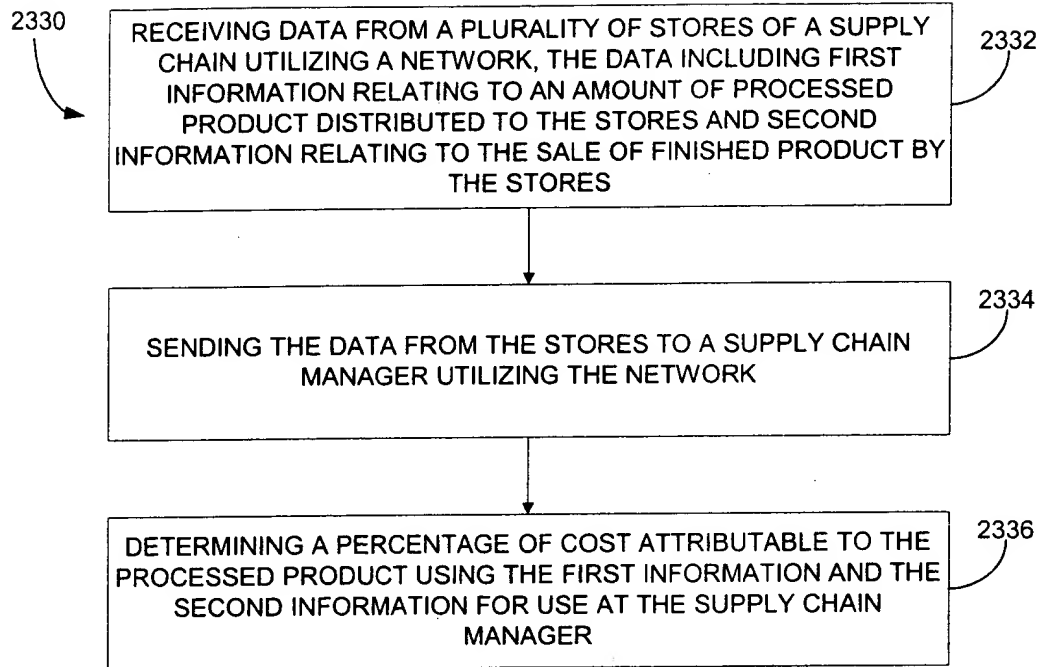 2330
RECEIVING DATA FROM A PLURALITY OF STORES OF A SUPPLY
CHAIN UTILIZING A NETWORK, THE DATA INCLUDING FIRST
INFORMATION RELATING TO AN AMOUNT OF PROCESSED
PRODUCT DISTRIBUTED TO THE STORES AND SECOND
INFORMATION RELATING TO THE SALE OF FINISHED PRODUCT BY
THE STORES
2332
SENDING THE DATA FROM THE STORES TO A SUPPLY CHAIN
MANAGER UTILIZING THE NETWORK
2334
DETERMINING A PERCENTAGE OF COST ATTRIBUTABLE TO THE
PROCESSED PRODUCT USING THE FIRST INFORMATION AND THE
SECOND INFORMATION FOR USE AT THE SUPPLY CHAIN
MANAGER
2336